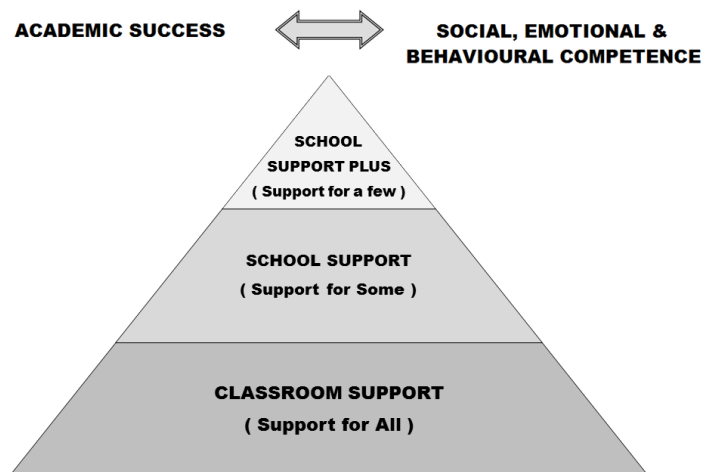 ACADEMIC SUCCESS
SOCIAL, EMOTIONAL &
BEHAVIOURAL COMPETENCE
SCHOOL
SUPPORT PLUS
( Support for a few )
SCHOOL SUPPORT
( Support for Some )
CLASSROOM SUPPORT
( Support for All )